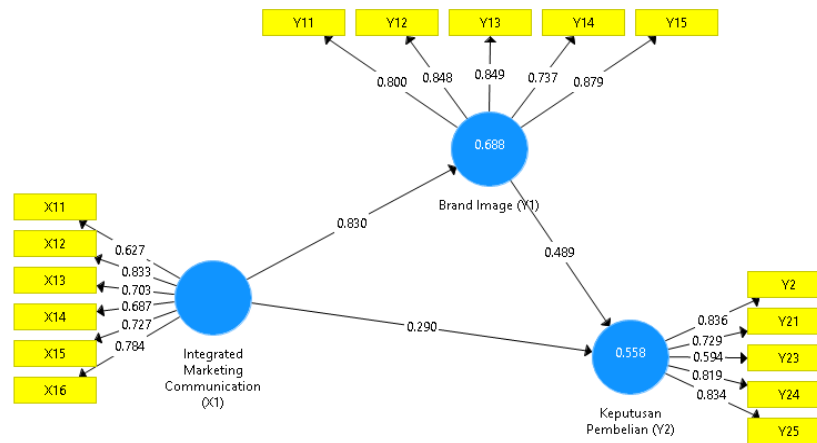 Y11
Y12
Y13
Y14
Y15
0.800
0.848
0.849
0.737
0.879
0.688
Brand Image (Y1)
X11
X12
X13
X14
X15
X16
0.627
0.833
0.703
0.687
0.727
0.784
Integrated
Marketing
Communication
(X1)
0.830
0.489
0.290
0.558
Keputusan
Pembelian (Y2)
Y2
Y21
Y23
Y24
Y25
0.836
0.729
0.594
0.819
0.834